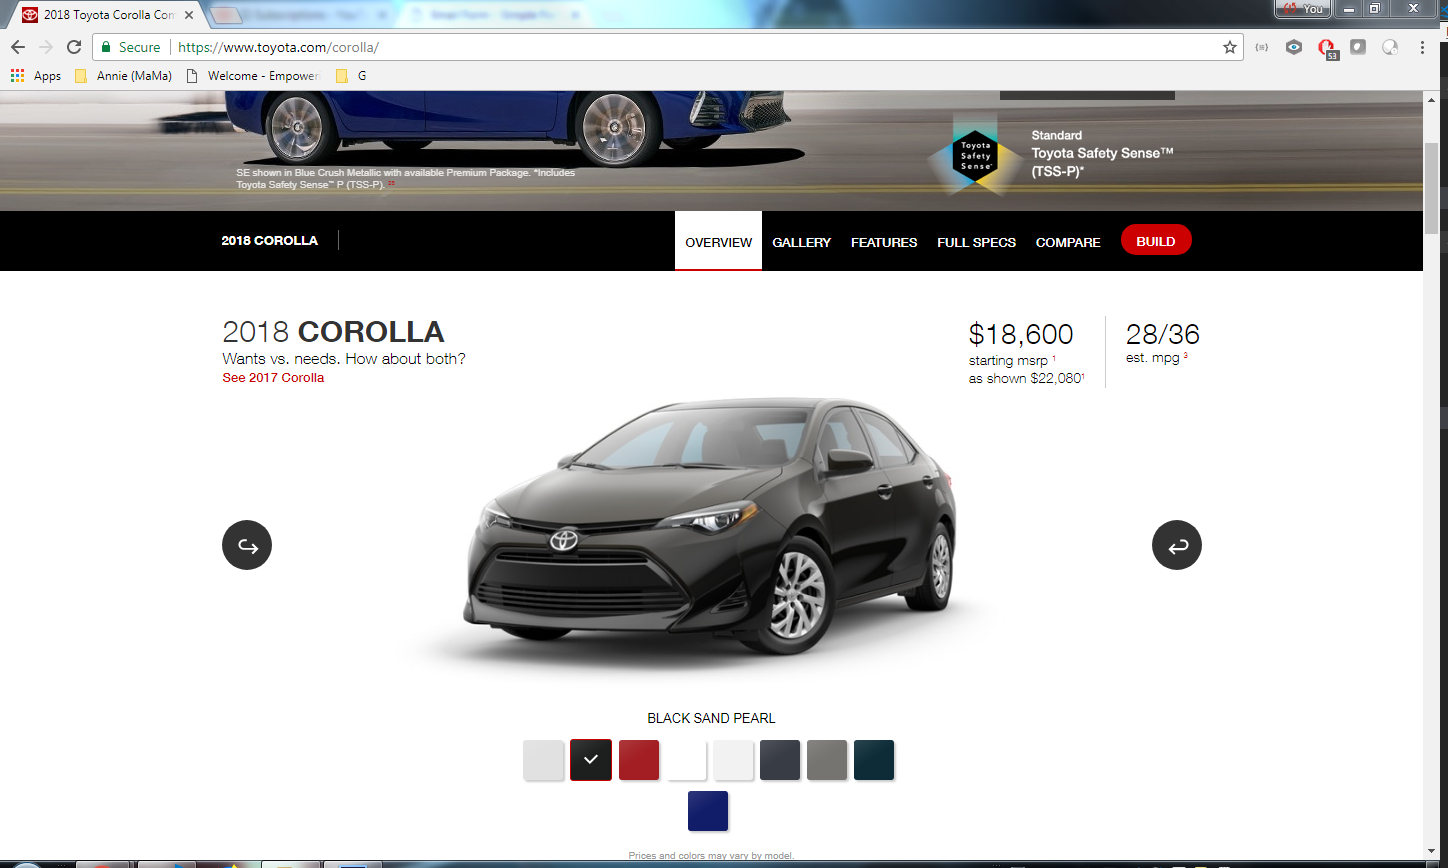 2018 Toyota Corolla Com
You
Secure
https://www.toyota.com/corolla/
53
Apps
Annie (MaMa)
Welcome - Empower
G
SE shown in Blue Crush Metallic with available Premium Package. *Includes
Toyota Safety Sense™ P (TSS-P).
Toyota
Safety
Sense
Standard
Toyota Safety Sense™
(TSS-P)*
2018 COROLLA
OVERVIEW
GALLERY
FEATURES
FULL SPECS
COMPARE
BUILD
2018 COROLLA
Wants vs. needs. How about both?
See 2017 Corolla
$18,600
starting msrp 1
as shown $22,080¹
28/36
est. mpg 3
BLACK SAND PEARL
Prices and colors may vary by model.